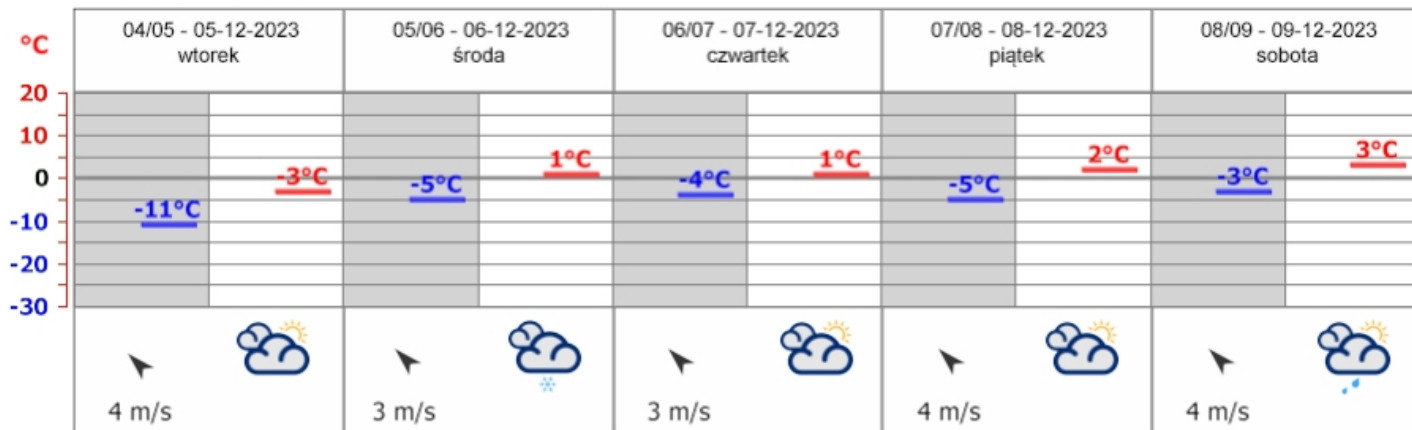 °C
04/05 - 05-12-2023
wtorek
05/06 - 06-12-2023
środa
06/07 - 07-12-2023
czwartek
07/08 - 08-12-2023
piątek
08/09 - 09-12-2023
sobota
20
10
0
-10
-20
-30
-11°C
-3°C
-5°C
1°C
-4°C
1°C
-5°C
2°C
-3°C
3°C
4 m/s
3 m/s
3 m/s
4 m/s
4 m/s